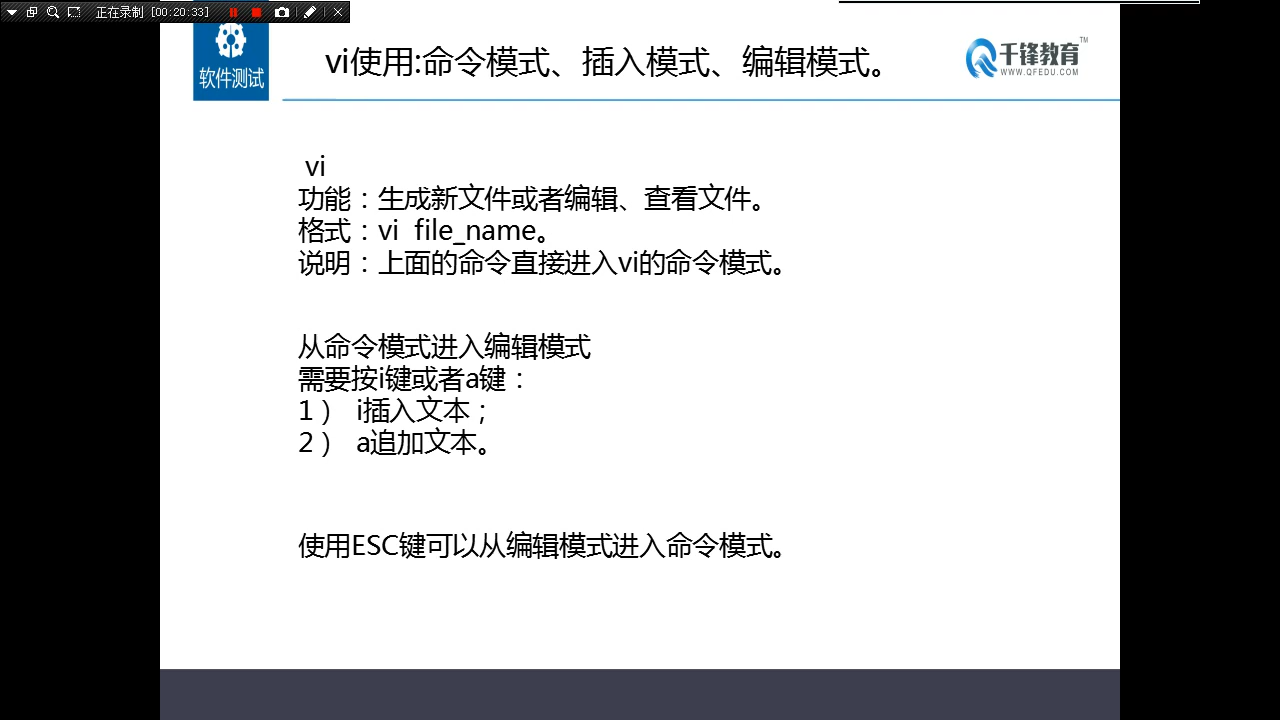 正在录制 [00:20:33]
软件测试
vi使用:命令模式、插入模式、编辑模式。
千锋教育™
WWW.QFEDU.COM
vi
功能：生成新文件或者编辑、查看文件。
格式：vi  file_name。
说明：上面的命令直接进入vi的命令模式。
从命令模式进入编辑模式
需要按i键或者a键：
1）  i插入文本；
2）  a追加文本。
使用ESC键可以从编辑模式进入命令模式。